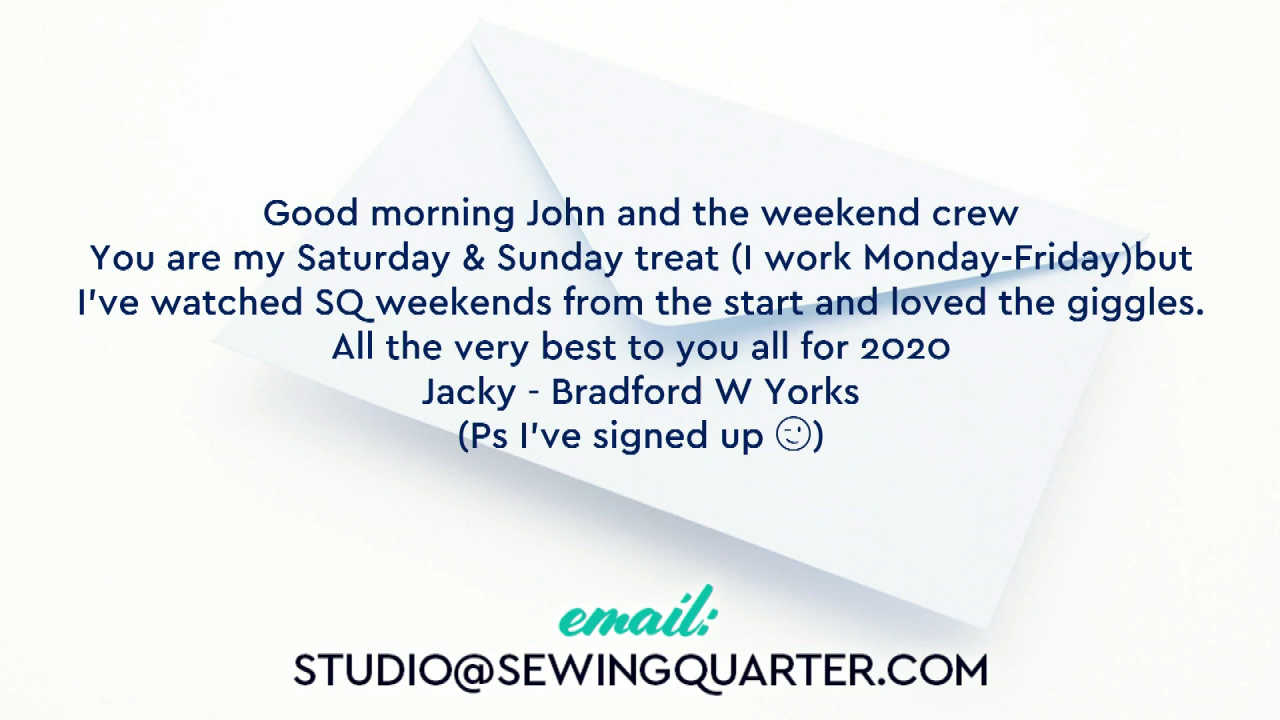 Good morning John and the weekend crew
You are my Saturday & Sunday treat (I work Monday-Friday)but
I've watched SQ weekends from the start and loved the giggles.
All the very best to you all for 2020
Jacky - Bradford W Yorks
(Ps I've signed up 😉)
email:
STUDIO@SEWINGQUARTER.COM